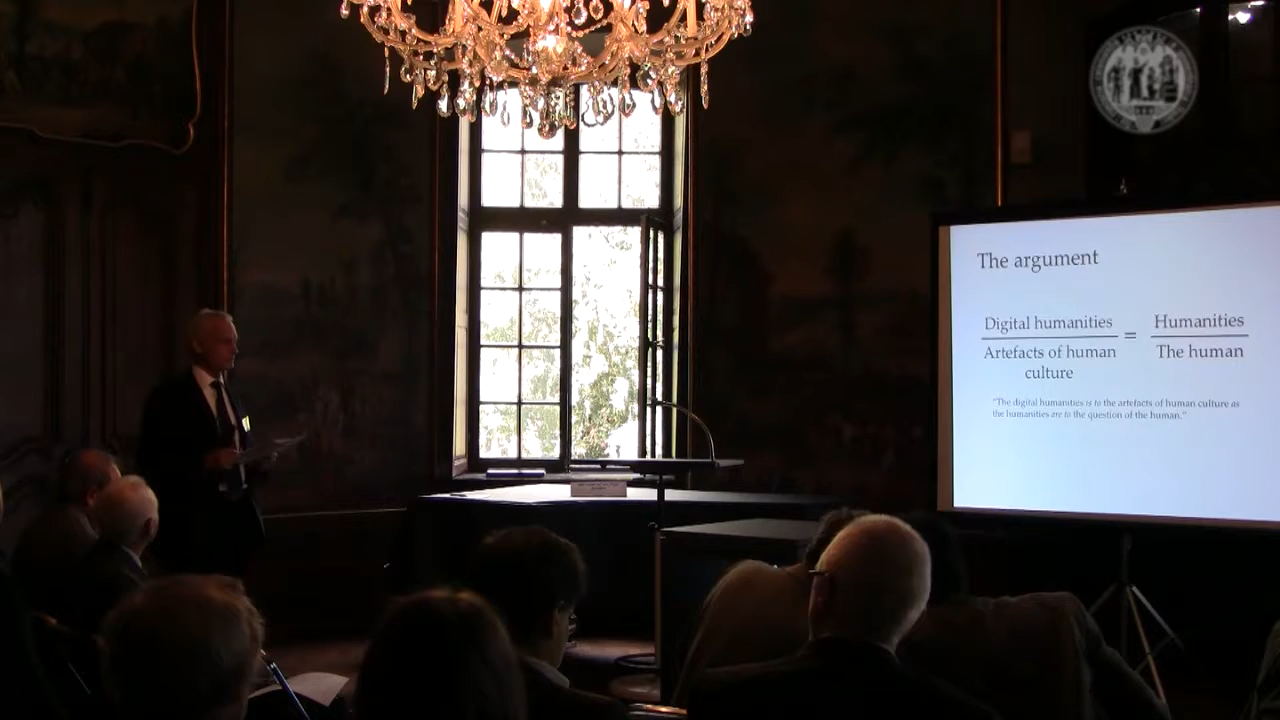 The argument
Digital humanities
Artefacts of human
culture
=
Humanities
The human
"The digital humanities is to the artefacts of human culture as
the humanities are to the question of the human."